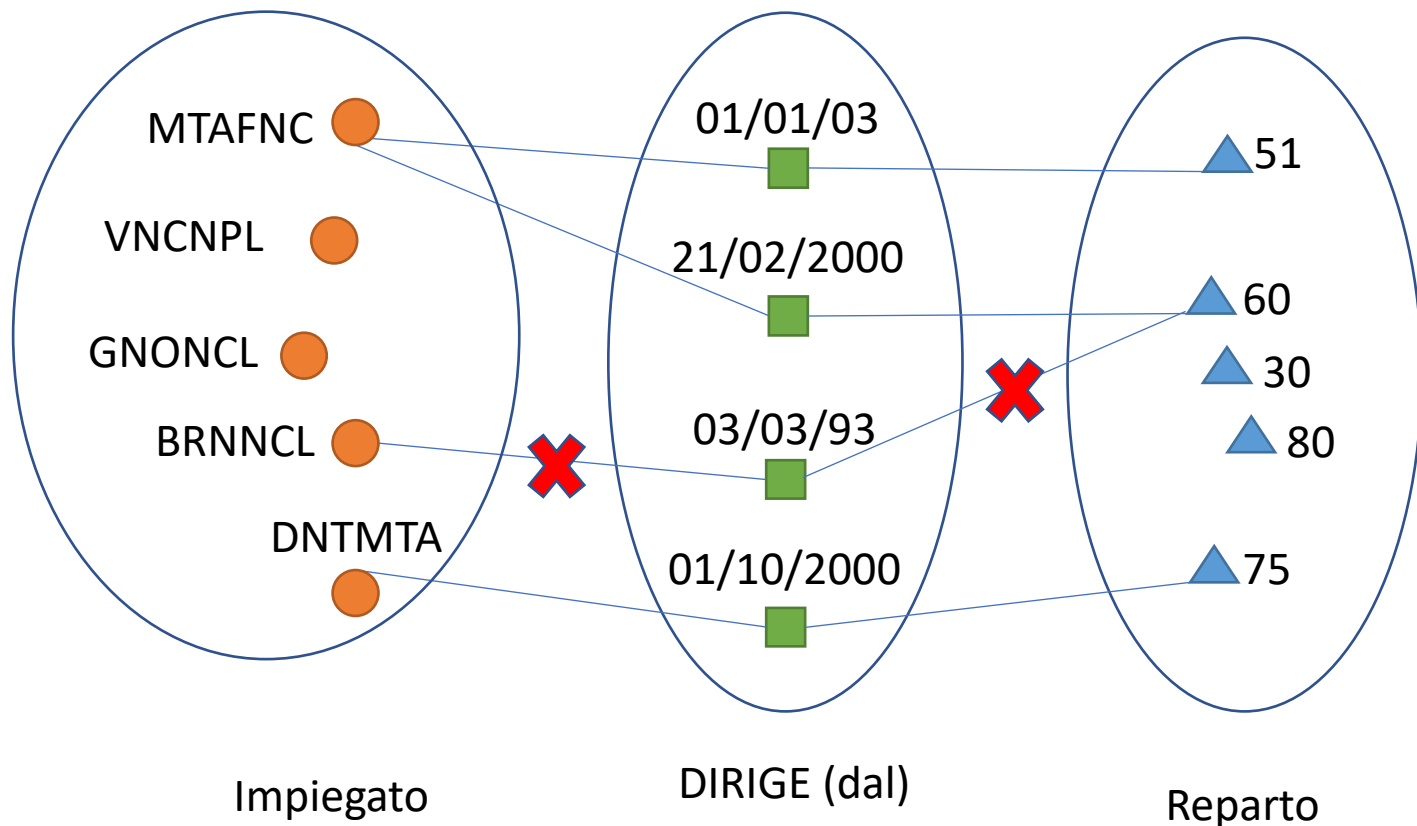 MTAFNC
VNCNPL
GNONCL
BRNNCL
DNTMTA
Impiegato
01/01/03
21/02/2000
03/03/93
01/10/2000
DIRIGE (dal)
51
60
30
80
75
Reparto